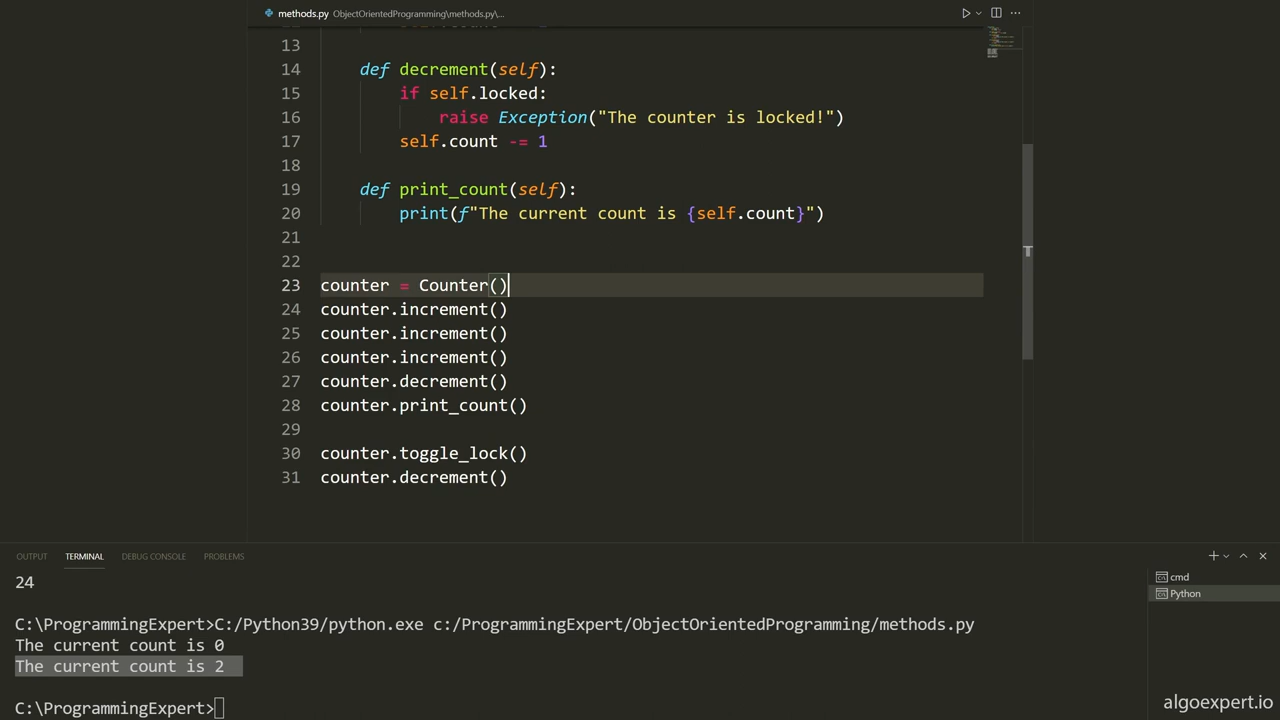 methods.py ObjectOrientedProgramming\methods.py\...
13
14 def decrement(self):
15 if self.locked:
16 raise Exception("The counter is locked!")
17 self.count -= 1
18
19 def print_count(self):
20 print(f"The current count is {self.count}")
21
22
23 counter = Counter()
24 counter.increment()
25 counter.increment()
26 counter.increment()
27 counter.decrement()
28 counter.print_count()
29
30 counter.toggle_lock()
31 counter.decrement()
OUTPUT TERMINAL DEBUG CONSOLE PROBLEMS
24
cmd
Python
C:\ProgrammingExpert>C:/Python39/python.exe c:/ProgrammingExpert/ObjectOrientedProgramming/methods.py
The current count is 0
The current count is 2
C:\ProgrammingExpert>
algoexpert.io